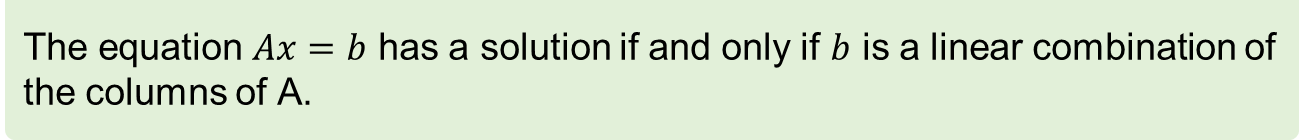 The equation Ax = b has a solution if and only if b is a linear combination of
the columns of A.